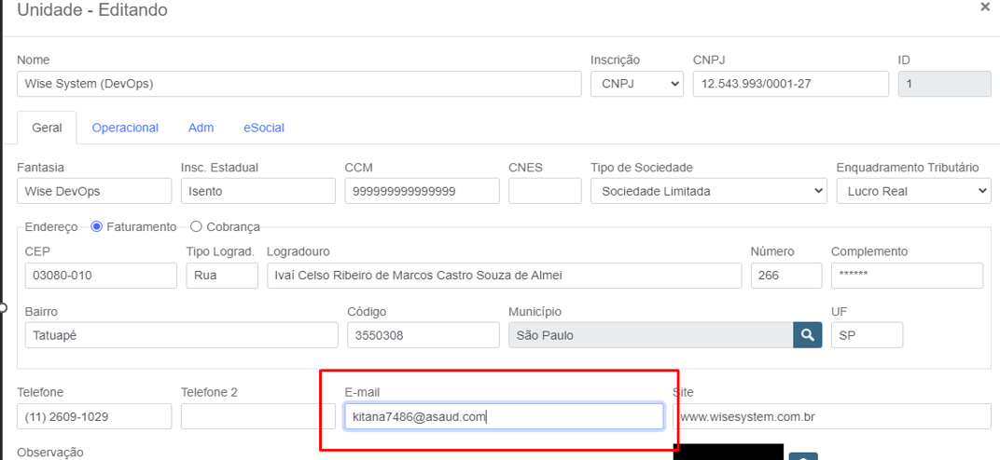 Unidade - Editando ×
Nome Inscrição CNPJ ID
Wise System (DevOps) CNPJ 12.543.993/0001-27 1
Geral Operacional Adm eSocial
Fantasia Insc. Estadual CCM CNES Tipo de Sociedade Enquadramento Tributário
Wise DevOps Isento 999999999999999 Sociedade Limitada Lucro Real
Endereço Faturamento Cobrança
CEP Tipo Lograd. Logradouro Número Complemento
03080-010 Rua Ivaí Celso Ribeiro de Marcos Castro Souza de Almei 266 ******
Bairro Código Município UF
Tatuapé 3550308 São Paulo SP
Telefone Telefone 2 E-mail Site
(11) 2609-1029 kitana7486@asaud.com www.wisesystem.com.br
Observação